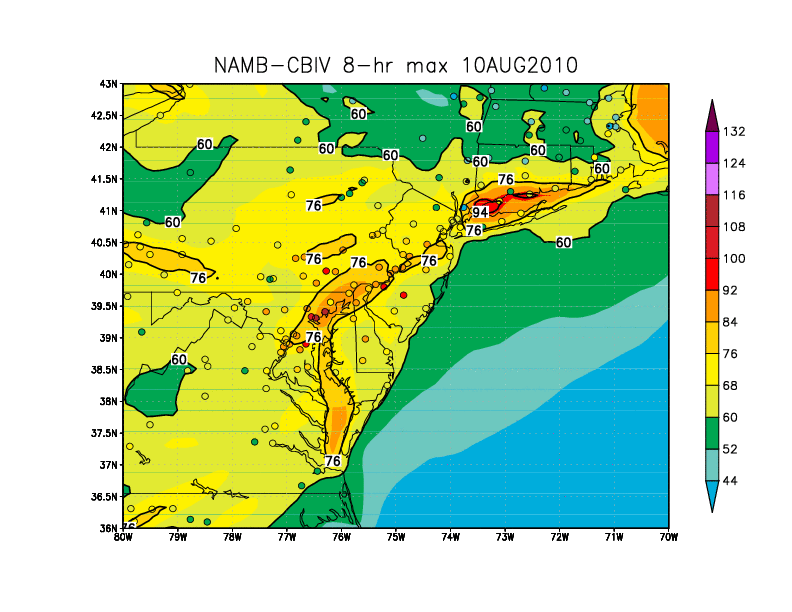 NAMB-CBIV 8-hr max 10AUG2010
43N
42.5N
42N
41.5N
41N
40.5N
40N
39.5N
39N
38.5N
38N
37.5N
37N
36.5N
36N
80W 79W 78W 77W 76W 75W 74W 73W 72W 71W 70W
60
60
60 60 60
60
60 60
76
76 94
60 76 60
76 76 76
76
76
60
76
76
132
124
116
108
100
92
84
76
68
60
52
44